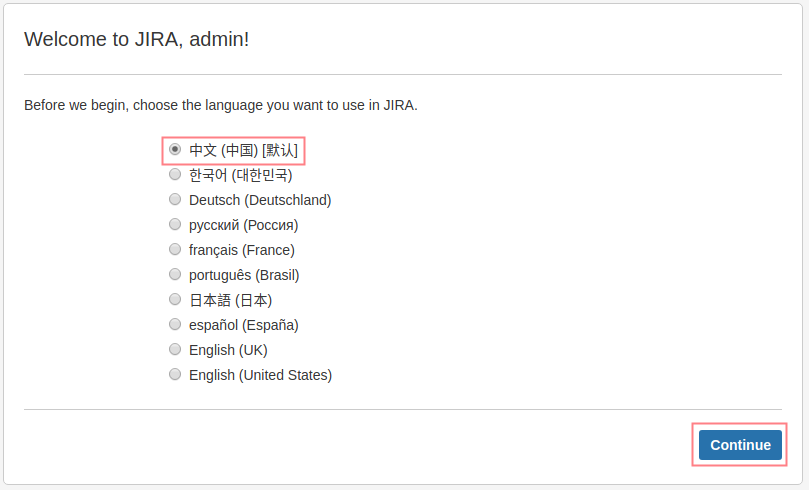 Welcome to JIRA, admin!
Before we begin, choose the language you want to use in JIRA.
中文 (中国) [默认]
한국어 (대한민국)
Deutsch (Deutschland)
русский (Россия)
français (France)
português (Brasil)
日本語 (日本)
español (España)
English (UK)
English (United States)
Continue